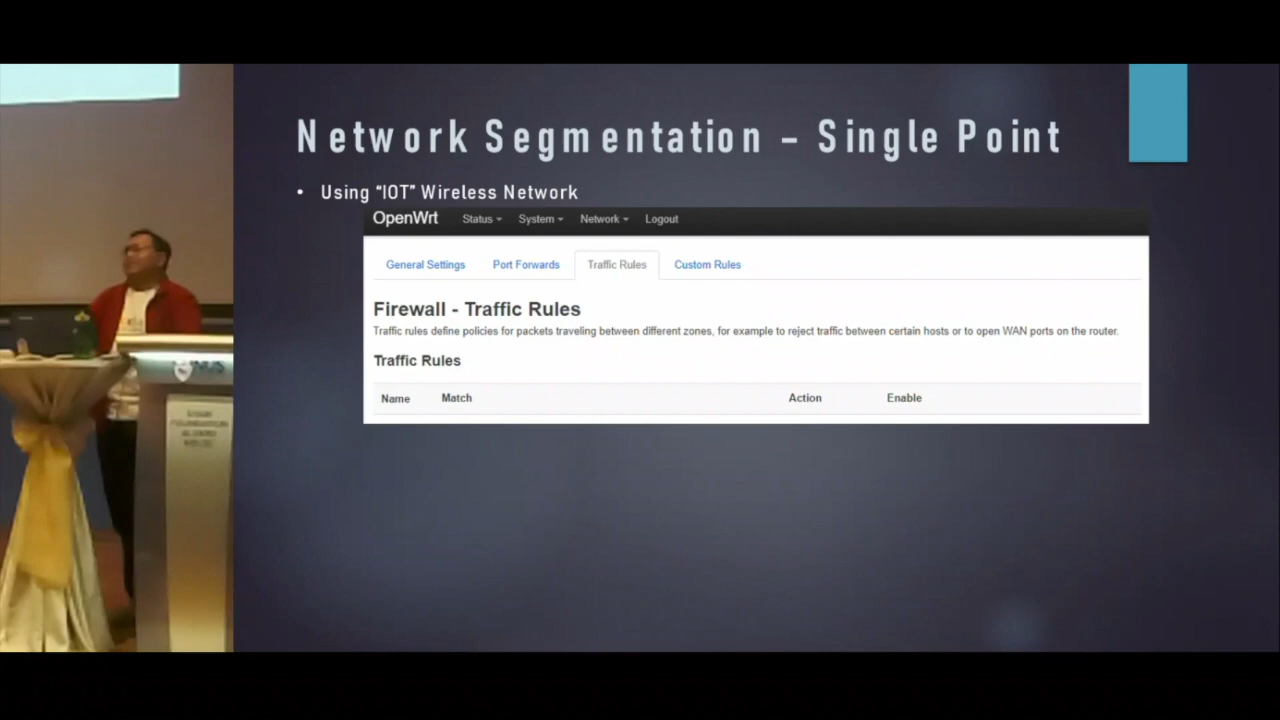 Network Segmentation – Single Point
• Using “IOT” Wireless Network
OpenWrt Status System Network Logout
General Settings Port Forwards Traffic Rules Custom Rules
Firewall - Traffic Rules
Traffic rules define policies for packets traveling between different zones, for example to reject traffic between certain hosts or to open WAN ports on the router.
Traffic Rules
Name Match Action Enable
NUS